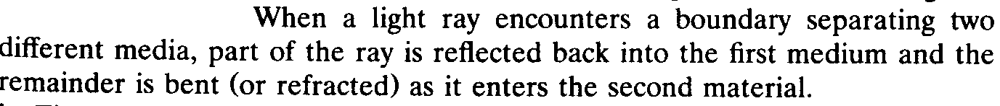 When a light ray encounters a boundary separating two
different media, part of the ray is reflected back into the first medium and the
remainder is bent (or refracted) as it enters the second material.